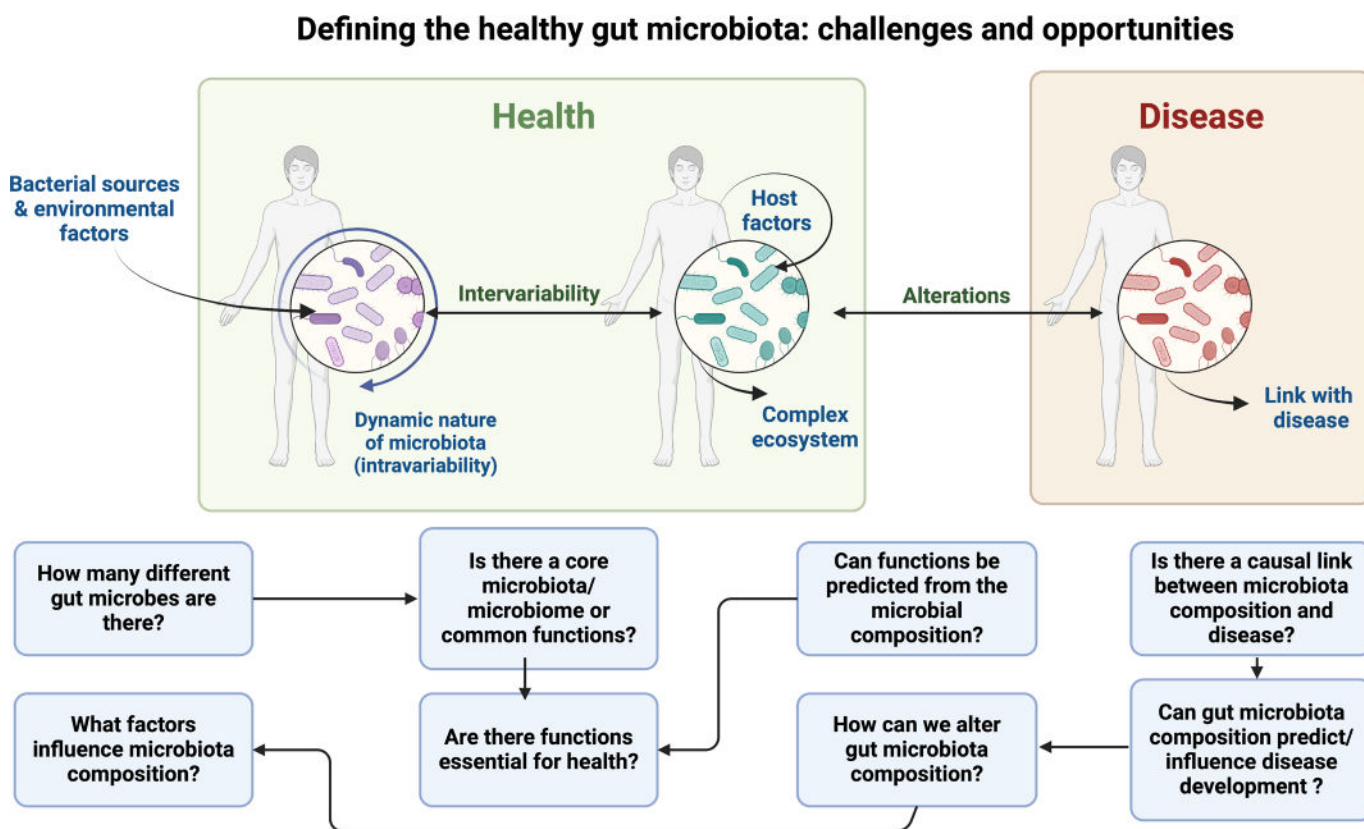 Defining the healthy gut microbiota: challenges and opportunities
Health
Disease
Bacterial sources
& environmental
factors
Host
factors
Intervariability
Alterations
Dynamic nature
of microbiota
(intravariability)
Complex
ecosystem
Link with
disease
How many different
gut microbes are
there?
Is there a core
microbiota/
microbiome or
common functions?
Can functions be
predicted from the
microbial
composition?
Is there a causal link
between microbiota
composition and
disease?
What factors
influence microbiota
composition?
Are there functions
essential for health?
How can we alter
gut microbiota
composition?
Can gut microbiota
composition predict/
influence disease
development ?